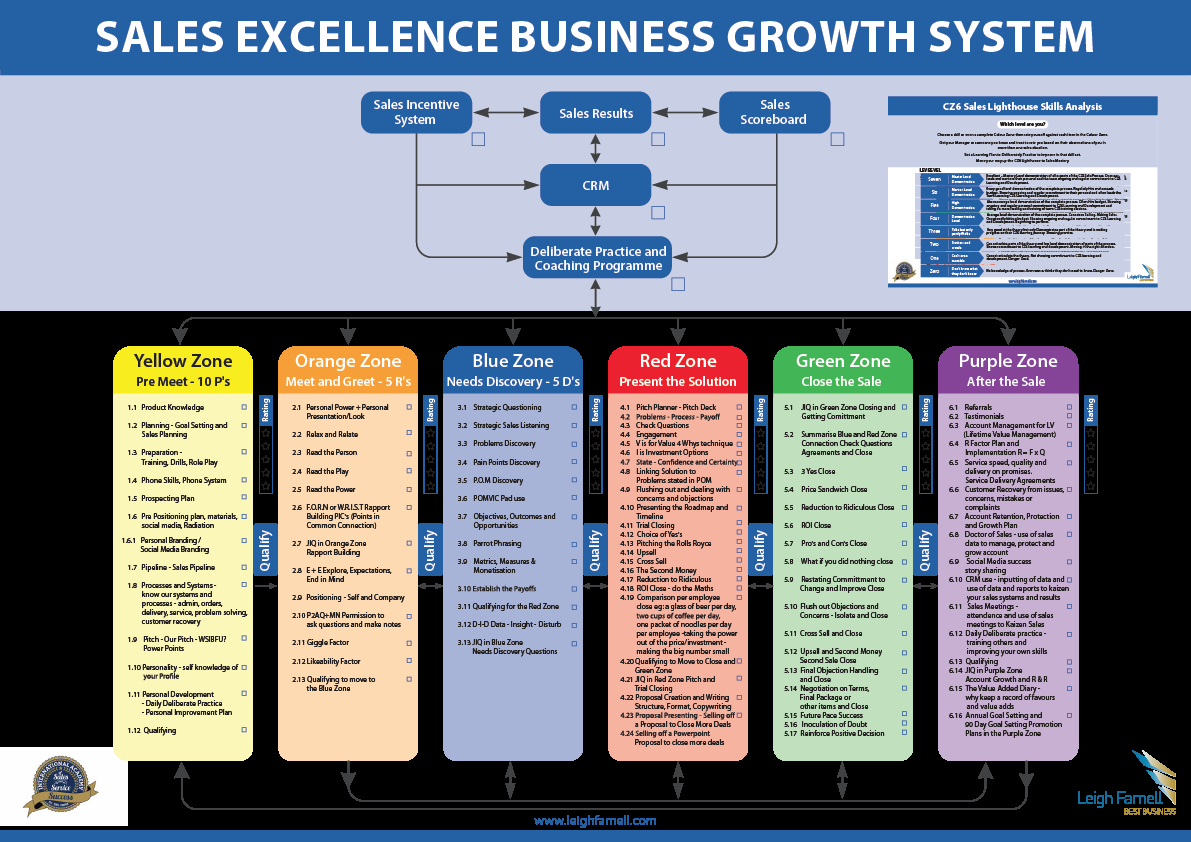 SALES EXCELLENCE BUSINESS GROWTH SYSTEM
Sales Incentive
System
Sales Results
Sales
Scoreboard
CRM
Deliberate Practice and
Coaching Programme
CZ6 Sales Lighthouse Skills Analysis
Which level are you?
LEVEL
Seven
Six
Five
Four
Three
Two
One
Zero
Yellow Zone
Pre Meet - 10 P's
1.1 Product Knowledge
1.2 Planning - Goal Setting and
Sales Planning
1.3 Preparation -
Training, Drills, Role Play
1.4 Phone Skills, Phone System
1.5 Prospecting Plan
1.6 Pre Positioning plan, materials,
social media, Radiation
1.6.1 Personal Branding /
Social Media Branding
1.7 Pipeline - Sales Pipeline
1.8 Processes and Systems -
know our systems and
processes - admin, orders,
delivery, service, problem solving,
customer recovery
1.9 Pitch - Our Pitch - WSIBFU?
Power Points
1.10 Personality - self knowledge of
your Profile
1.11 Personal Development
- Daily Deliberate Practice
- Personal Improvement Plan
1.12 Qualifying
Rating
Qualify
Orange Zone
Meet and Greet - 5 R's
2.1 Personal Power + Personal
Presentation/Look
2.2 Relax and Relate
2.3 Read the Person
2.4 Read the Play
2.5 Read the Power
2.6 F.O.R.N or W.R.I.S.T Rapport
Building PIC's (Points in
Common Connection)
2.7 JIQ in Orange Zone
Rapport Building
2.8 E + E Explore, Expectations,
End in Mind
2.9 Positioning - Self and Company
2.10 P2AQ+MN Permission to
ask questions and make notes
2.11 Giggle Factor
2.12 Likeability Factor
2.13 Qualifying to move to
the Blue Zone
Rating
Qualify
Blue Zone
Needs Discovery - 5 D's
3.1 Strategic Questioning
3.2 Strategic Sales Listening
3.3 Problems Discovery
3.4 Pain Points Discovery
3.5 P.O.M Discovery
3.6 POMVIC Pad use
3.7 Objectives, Outcomes and
Opportunities
3.8 Parrot Phrasing
3.9 Metrics, Measures &
Monetisation
3.10 Establish the Payoffs
3.11 Qualifying for the Red Zone
3.12 D-I-D Data - Insight - Disturb
3.13 JIQ in Blue Zone
Needs Discovery Questions
Rating
Qualify
Red Zone
Present the Solution
4.1 Pitch Planner - Pitch Deck
4.2 Problems - Process - Payoff
4.3 Check Questions
4.4 Engagement
4.5 V is for Value 4 Whys technique
4.6 I is Investment Options
4.7 State - Confidence and Certainty
4.8 Linking Solution to
Problems stated in POM
4.9 Flushing out and dealing with
concerns and objections
4.10 Presenting the Roadmap and
Timeline
4.11 Trial Closing
4.12 Choice of Yes's
4.13 Pitching the Rolls Royce
4.14 Upsell
4.15 Cross Sell
4.16 The Second Money
4.17 Reduction to Ridiculous
4.18 ROI Close - do the Maths
4.19 Comparison per employee
close eg: a glass of beer per day,
two cups of coffee per day,
one packet of noodles per day
per employee -taking the power
out of the price/investment -
making the big number small
4.20 Qualifying to Move to Close and
Green Zone
4.21 JIQ in Red Zone Pitch and
Trial Closing
4.22 Proposal Creation and Writing
Structure, Format, Copywriting
4.23 Proposal Presenting - Selling off
a Proposal to Close More Deals
4.24 Selling off a Powerpoint
Proposal to close more deals
Rating
Qualify
Green Zone
Close the Sale
5.1 JIQ in Green Zone Closing and
Getting Comittment
5.2 Summarise Blue and Red Zone
Connection Check Questions
Agreements and Close
5.3 3 Yes Close
5.4 Price Sandwich Close
5.5 Reduction to Ridiculous Close
5.6 ROI Close
5.7 Pro's and Con's Close
5.8 What if you did nothing close
5.9 Restating Committment to
Change and Improve Close
5.10 Flush out Objections and
Concerns - Isolate and Close
5.11 Cross Sell and Close
5.12 Upsell and Second Money
Second Sale Close
5.13 Final Objection Handling
and Close
5.14 Negotiation on Terms,
Final Package or
other items and Close
5.15 Future Pace Success
5.16 Inoculation of Doubt
5.17 Reinforce Positive Decision
Rating
Qualify
Purple Zone
After the Sale
6.1 Referrals
6.2 Testimonials
6.3 Account Management for LV
(Lifetime Value Management)
6.4 R Factor Plan and
Implementation R= F x Q
6.5 Service speed, quality and
delivery on promises.
Service Delivery Agreements
6.6 Customer Recovery from issues,
concerns, mistakes or
complaints
6.7 Account Retention, Protection
and Growth Plan
6.8 Doctor of Sales - use of sales
data to manage, protect and
grow account
6.9 Social Media success
story sharing
6.10 CRM use - inputting of data and
use of data and reports to kaizen
your sales systems and results
6.11 Sales Meetings -
attendence and use of sales
meetings to Kaizen Sales
6.12 Daily Deliberate practice -
training others and
improving your own skills
6.13 Qualifying
6.14 JIQ in Purple Zone
Account Growth and R & R
6.15 The Value Added Diary -
why keep a record of favours
and value adds
6.16 Annual Goal Setting and
90 Day Goal Setting Promotion
Plans in the Purple Zone
Rating
INTERNATIONAL ACADEMY
Sales
Service
Success
Leigh Farnell
BEST BUSINESS
www.leighfarnell.com